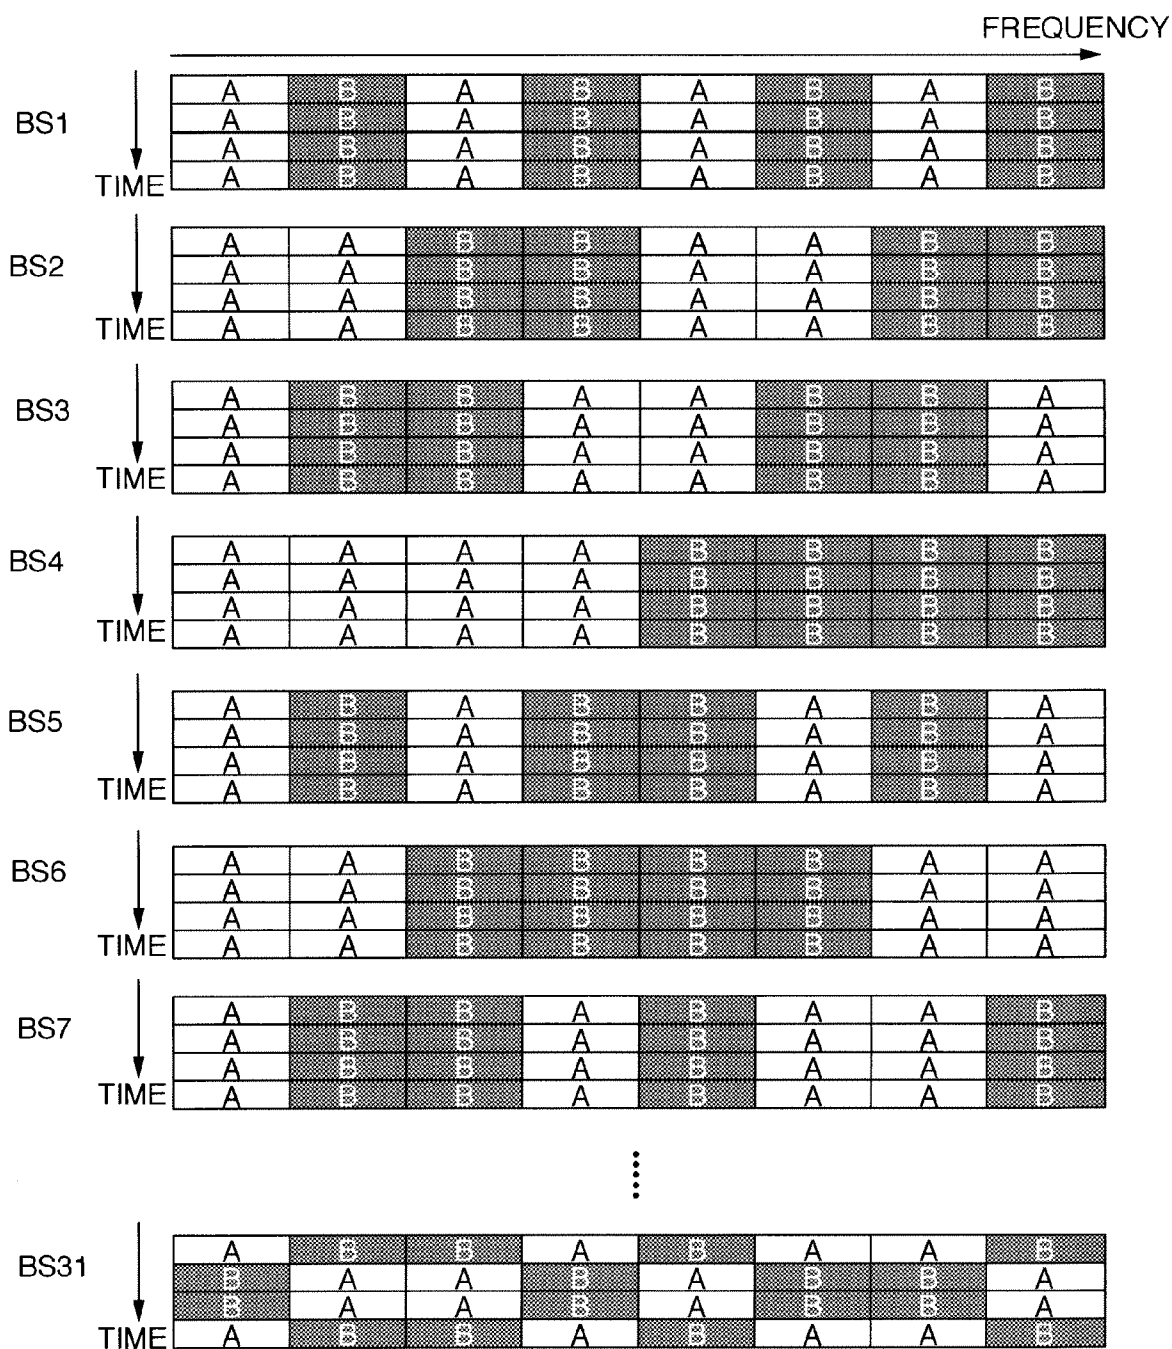 FREQUENCY
BS1
A B A B A B A B
A B A B A B A B
A B A B A B A B
A B A B A B A B
TIME
BS2
A A B B A A B B
A A B B A A B B
A A B B A A B B
A A B B A A B B
TIME
BS3
A B B A A B B A
A B B A A B B A
A B B A A B B A
A B B A A B B A
TIME
BS4
A A A A B B B B
A A A A B B B B
A A A A B B B B
A A A A B B B B
TIME
BS5
A B A B B A B A
A B A B B A B A
A B A B B A B A
A B A B B A B A
TIME
BS6
A A B B B B A A
A A B B B B A A
A A B B B B A A
A A B B B B A A
TIME
BS7
A B B A B A A B
A B B A B A A B
A B B A B A A B
A B B A B A A B
TIME
BS31
A B B A B A A B
B A A B A B B A
B A A B A B B A
A B B A B A A B
TIME